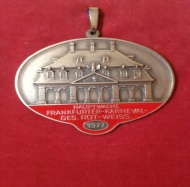 HAUPTWACHE
FRANKFURTER-KARNEVAL-
GES. ROT-WEISS
1977